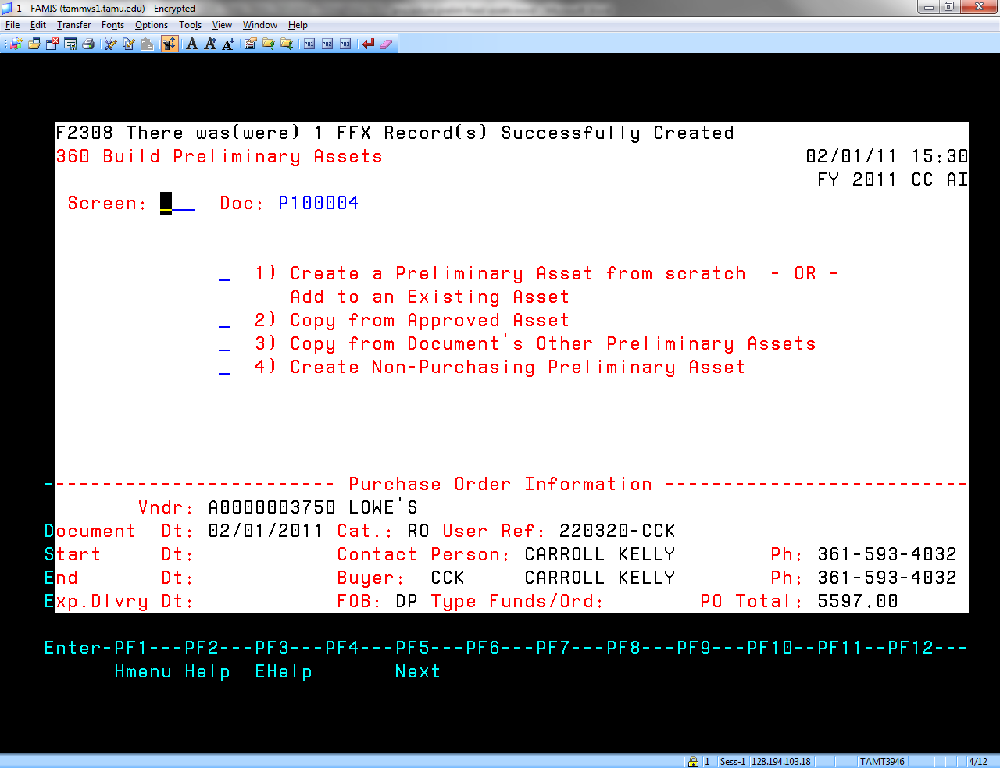 1 - FAMIS (tammvs1.tamu.edu) - Encrypted
File Edit Transfer Fonts Options Tools View Window Help
A A A PA1 PA2 PA3
F2308 There was(were) 1 FFX Record(s) Successfully Created
360 Build Preliminary Assets 02/01/11 15:30
FY 2011 CC AI
Screen: ___ Doc: P100004
_ 1) Create a Preliminary Asset from scratch - OR -
Add to an Existing Asset
_ 2) Copy from Approved Asset
_ 3) Copy from Document's Other Preliminary Assets
_ 4) Create Non-Purchasing Preliminary Asset
------------------------- Purchase Order Information --------------------------
Vndr: A0000003750 LOWE'S
Document Dt: 02/01/2011 Cat.: RO User Ref: 220320-CCK
Start Dt: Contact Person: CARROLL KELLY Ph: 361-593-4032
End Dt: Buyer: CCK CARROLL KELLY Ph: 361-593-4032
Exp.Dlvry Dt: FOB: DP Type Funds/Ord: PO Total: 5597.00
Enter-PF1---PF2---PF3---PF4---PF5---PF6---PF7---PF8---PF9---PF10--PF11--PF12---
Hmenu Help EHelp Next
1 Sess-1 128.194.103.18 TAMT3946 4/12